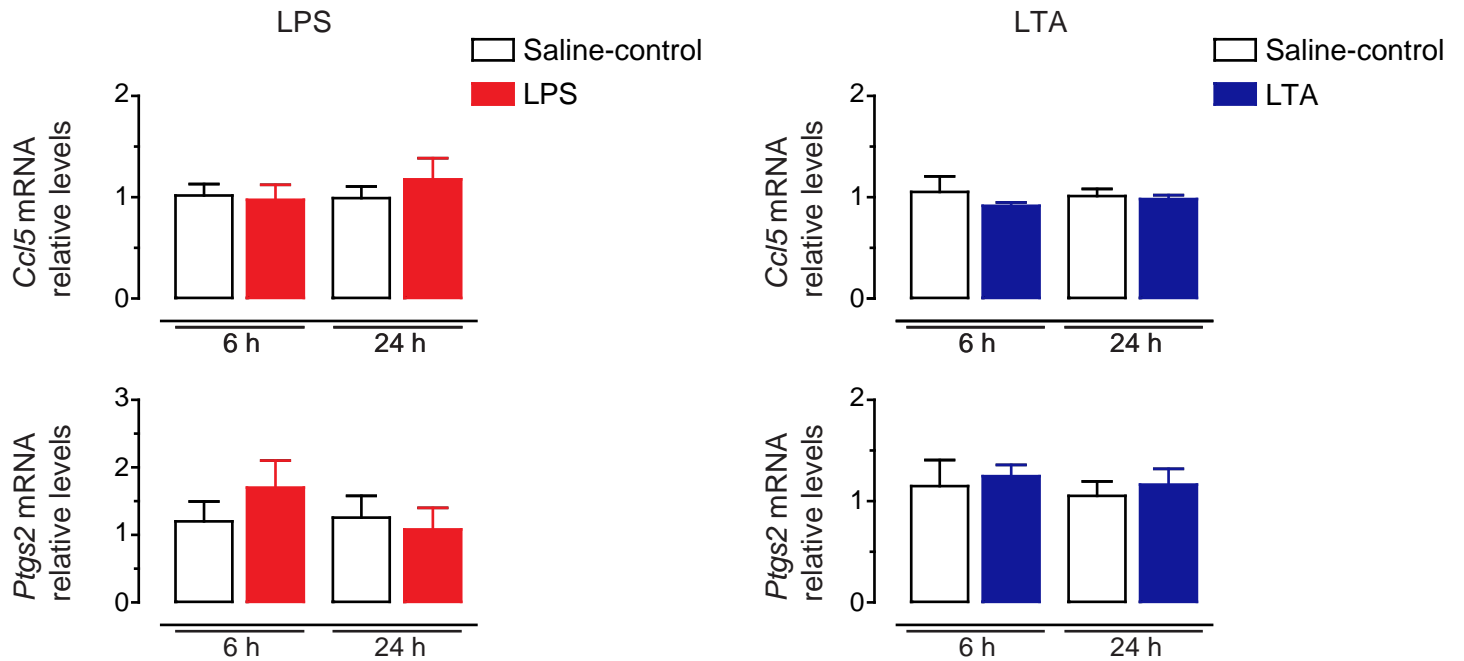 LPS
Saline-control
LPS
Ccl5 mRNA
relative levels
2
1
0
6 h
24 h
LTA
Saline-control
LTA
Ccl5 mRNA
relative levels
2
1
0
6 h
24 h
Ptgs2 mRNA
relative levels
3
2
1
0
6 h
24 h
Ptgs2 mRNA
relative levels
2
1
0
6 h
24 h